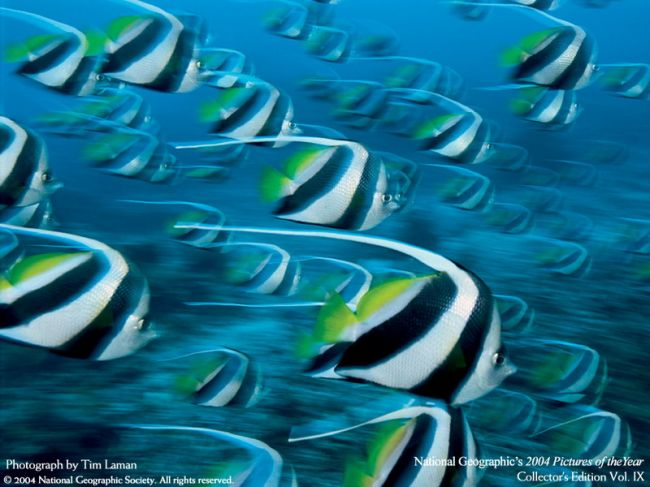 Photograph by Tim Laman
© 2004 National Geographic Society. All rights reserved.
National Geographic's 2004 Pictures of the Year
Collector's Edition Vol. IX